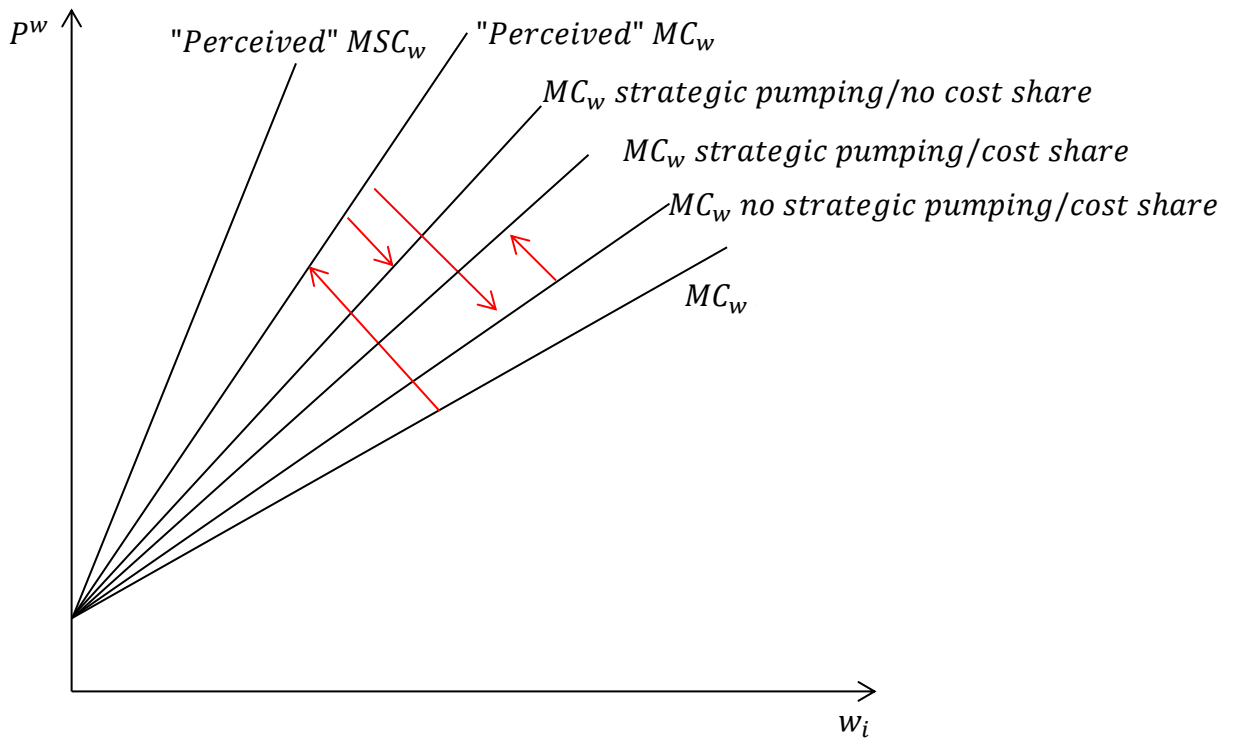 P^w
"Perceived" MSC_w
"Perceived" MC_w
MC_w strategic pumping/no cost share
MC_w strategic pumping/cost share
MC_w no strategic pumping/cost share
MC_w
w_i